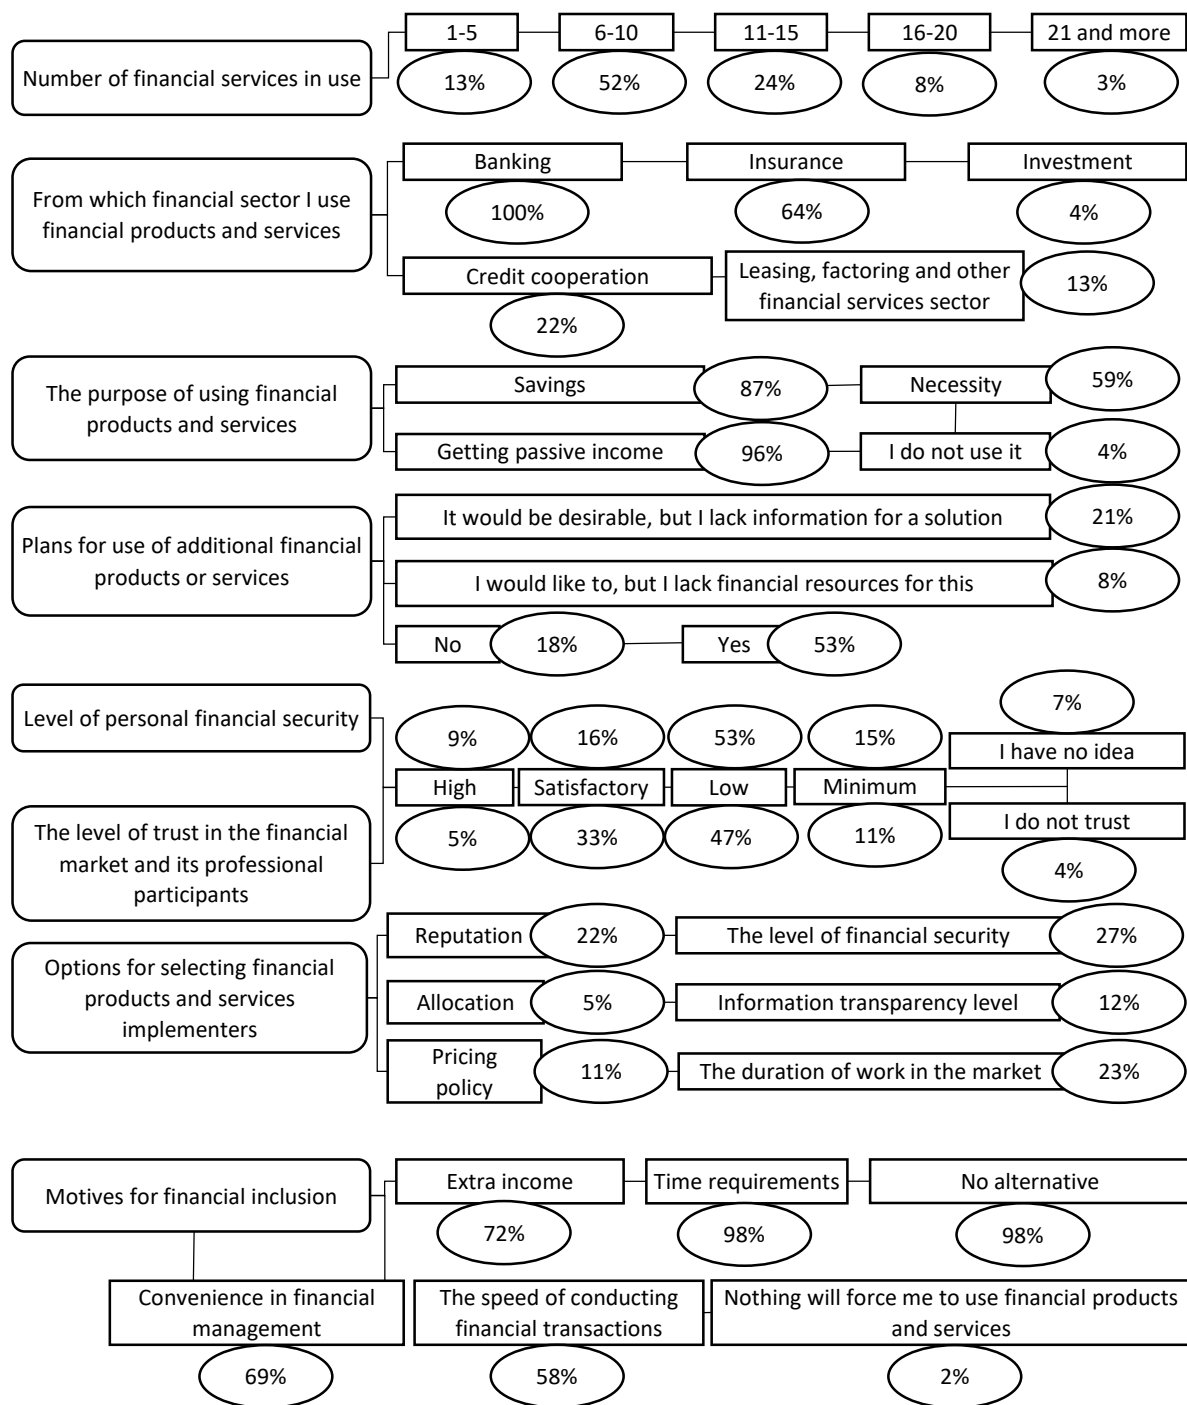 Number of financial services in use
1-5
6-10
11-15
16-20
21 and more
13%
52%
24%
8%
3%
From which financial sector I use
financial products and services
Banking
Insurance
Investment
100%
64%
4%
Credit cooperation
Leasing, factoring and other
financial services sector
13%
22%
The purpose of using financial
products and services
Savings
87%
Necessity
59%
Getting passive income
96%
I do not use it
4%
Plans for use of additional financial
products or services
It would be desirable, but I lack information for a solution
21%
I would like to, but I lack financial resources for this
8%
No
18%
Yes
53%
Level of personal financial security
9%
16%
53%
15%
7%
I have no idea
High
Satisfactory
Low
Minimum
The level of trust in the financial
market and its professional
participants
5%
33%
47%
11%
I do not trust
4%
Options for selecting financial
products and services
implementers
Reputation
22%
The level of financial security
27%
Allocation
5%
Information transparency level
12%
Pricing
policy
11%
The duration of work in the market
23%
Motives for financial inclusion
Extra income
Time requirements
No alternative
72%
98%
98%
Convenience in financial
management
The speed of conducting
financial transactions
Nothing will force me to use financial products
and services
69%
58%
2%